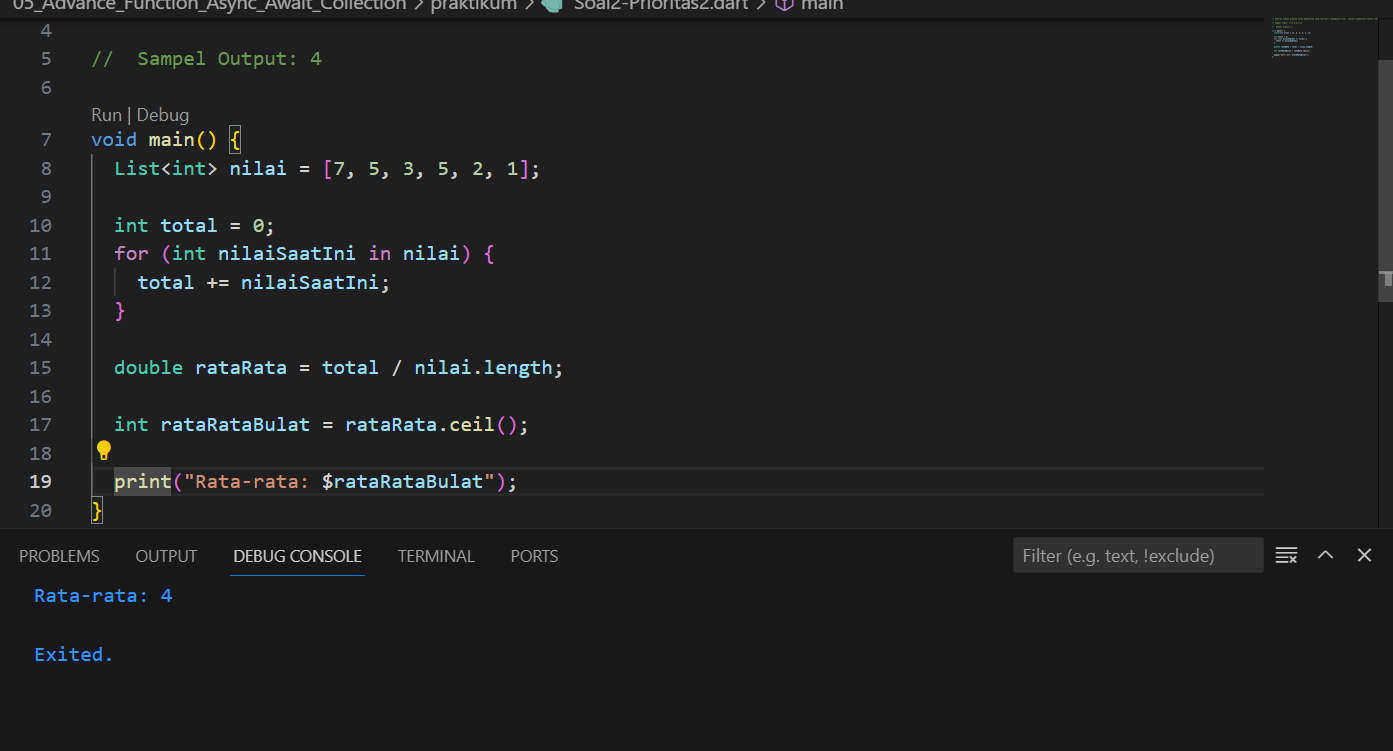 05_Advance_Function_Async_Await_Collection > praktikum > Soal2-Prioritas2.dart > main
4
5 //  Sampel Output: 4
6
Run | Debug
7 void main() {
8   List<int> nilai = [7, 5, 3, 5, 2, 1];
9
10   int total = 0;
11   for (int nilaiSaatIni in nilai) {
12     total += nilaiSaatIni;
13   }
14
15   double rataRata = total / nilai.length;
16
17   int rataRataBulat = rataRata.ceil();
18
19   print("Rata-rata: $rataRataBulat");
20 }
PROBLEMS OUTPUT DEBUG CONSOLE TERMINAL PORTS Filter (e.g. text, !exclude)
Rata-rata: 4
Exited.